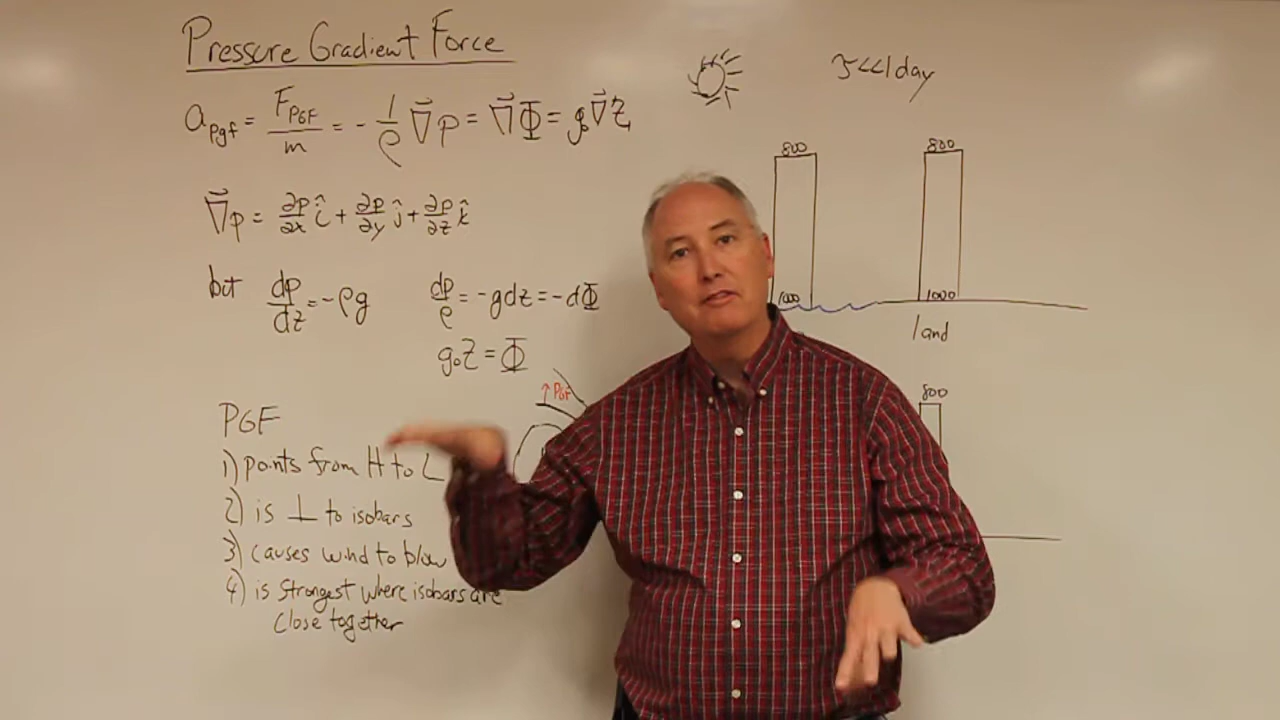 Pressure Gradient Force
a_pgf = F_PGF/m = -1/ρ ∇⃗p = ∇⃗Φ = g₀∇⃗Z
∇⃗p = ∂p/∂x î + ∂p/∂y ĵ + ∂p/∂z k̂
but dp/dz = -ρg dp/ρ = -gdz = -dΦ
g₀Z = Φ
PGF
1) points from H to L
2) is ⊥ to isobars
3) causes wind to blow
4) is strongest where isobars are
close together
↑ PGF
<<1day
800 800
1000 1000
land
800